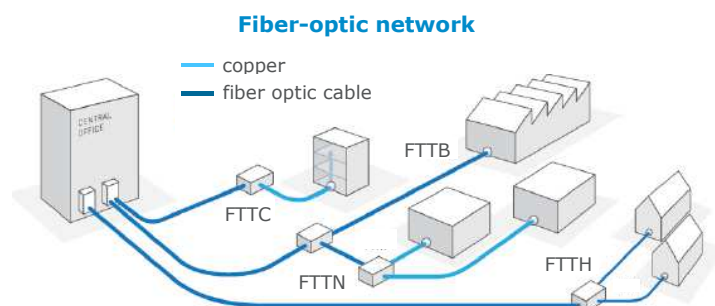 Fiber-optic network
copper
fiber optic cable
CENTRAL
OFFICE
FTTB
FTTC
FTTN
FTTH